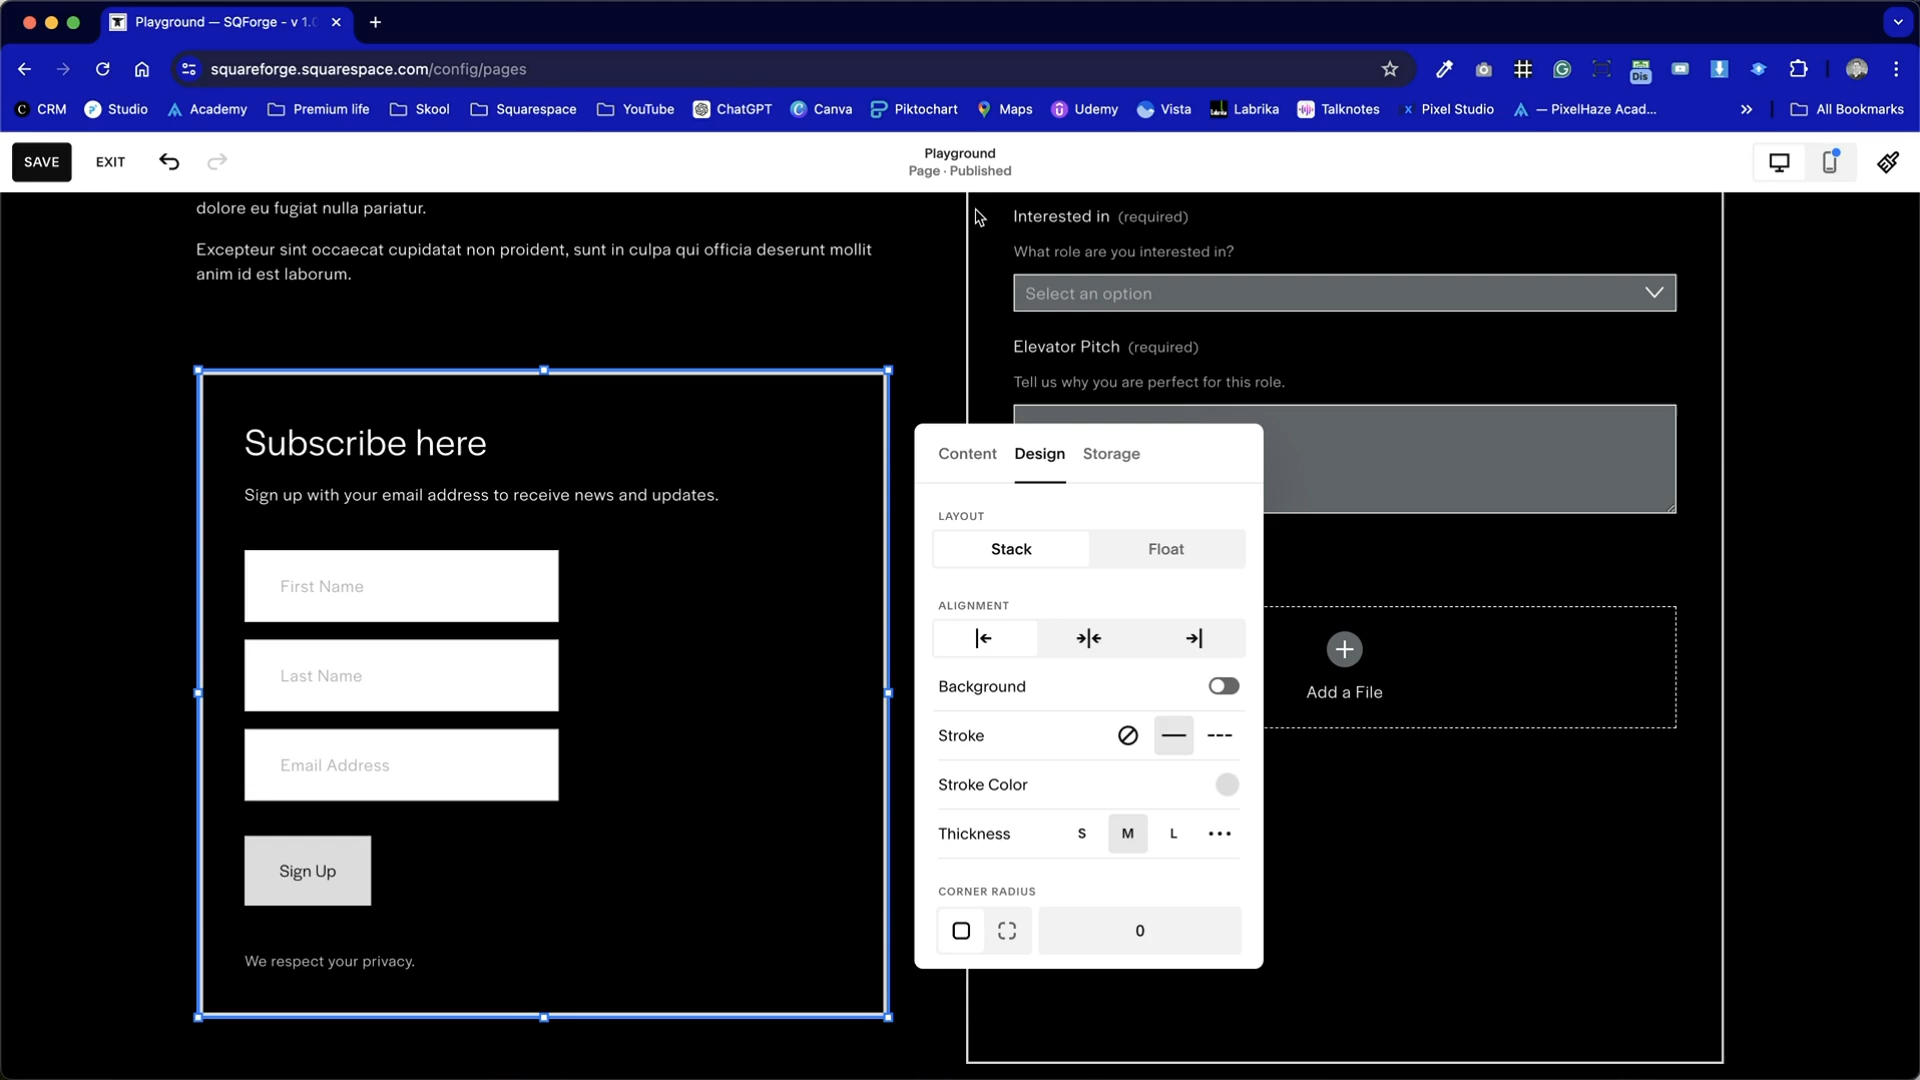 Playground — SQForge - v 1.0
squareforge.squarespace.com/config/pages
CRM
Studio
Academy
Premium life
Skool
Squarespace
YouTube
ChatGPT
Canva
Piktochart
Maps
Udemy
Vista
Labrika
Talknotes
Pixel Studio
— PixelHaze Acad...
All Bookmarks
Dis
SAVE
EXIT
Playground
Page · Published
dolore eu fugiat nulla pariatur.
Excepteur sint occaecat cupidatat non proident, sunt in culpa qui officia deserunt mollit
anim id est laborum.
Subscribe here
Sign up with your email address to receive news and updates.
First Name
Last Name
Email Address
Sign Up
We respect your privacy.
Interested in (required)
What role are you interested in?
Select an option
Elevator Pitch (required)
Tell us why you are perfect for this role.
Add a File
Content Design Storage
LAYOUT
Stack Float
ALIGNMENT
Background
Stroke
Stroke Color
Thickness S M L
CORNER RADIUS
0